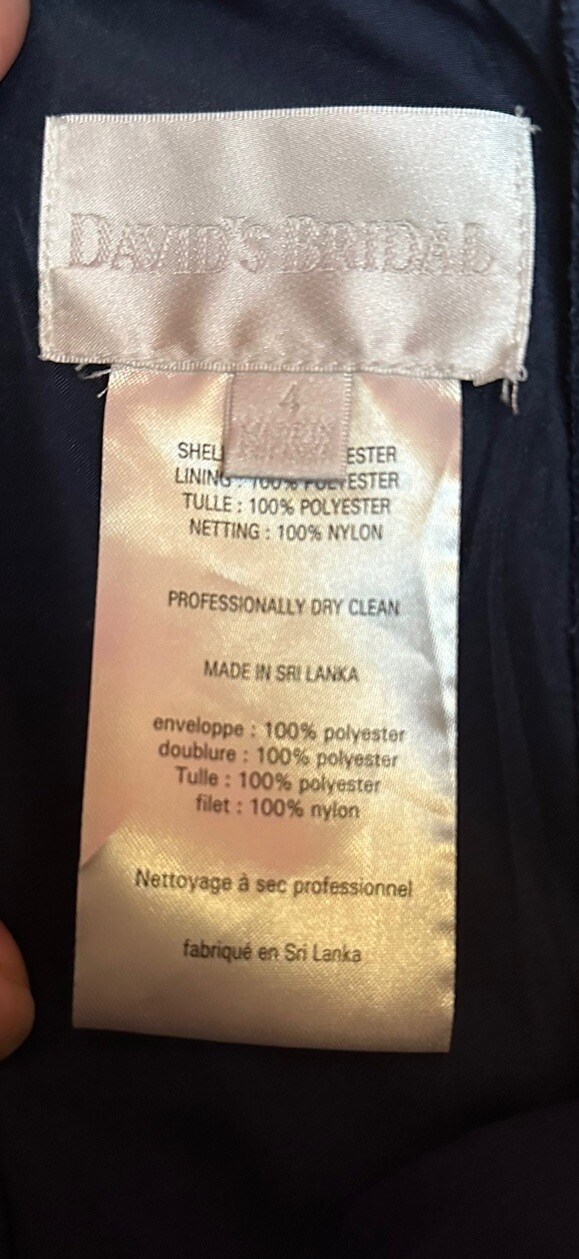 DAVID'S BRIDAL
4
SHEL ESTER
LINING : 100% POLYESTER
TULLE : 100% POLYESTER
NETTING : 100% NYLON
PROFESSIONALLY DRY CLEAN
MADE IN SRI LANKA
enveloppe : 100% polyester
doublure : 100% polyester
Tulle : 100% polyester
filet : 100% nylon
Nettoyage à sec professionnel
fabriqué en Sri Lanka